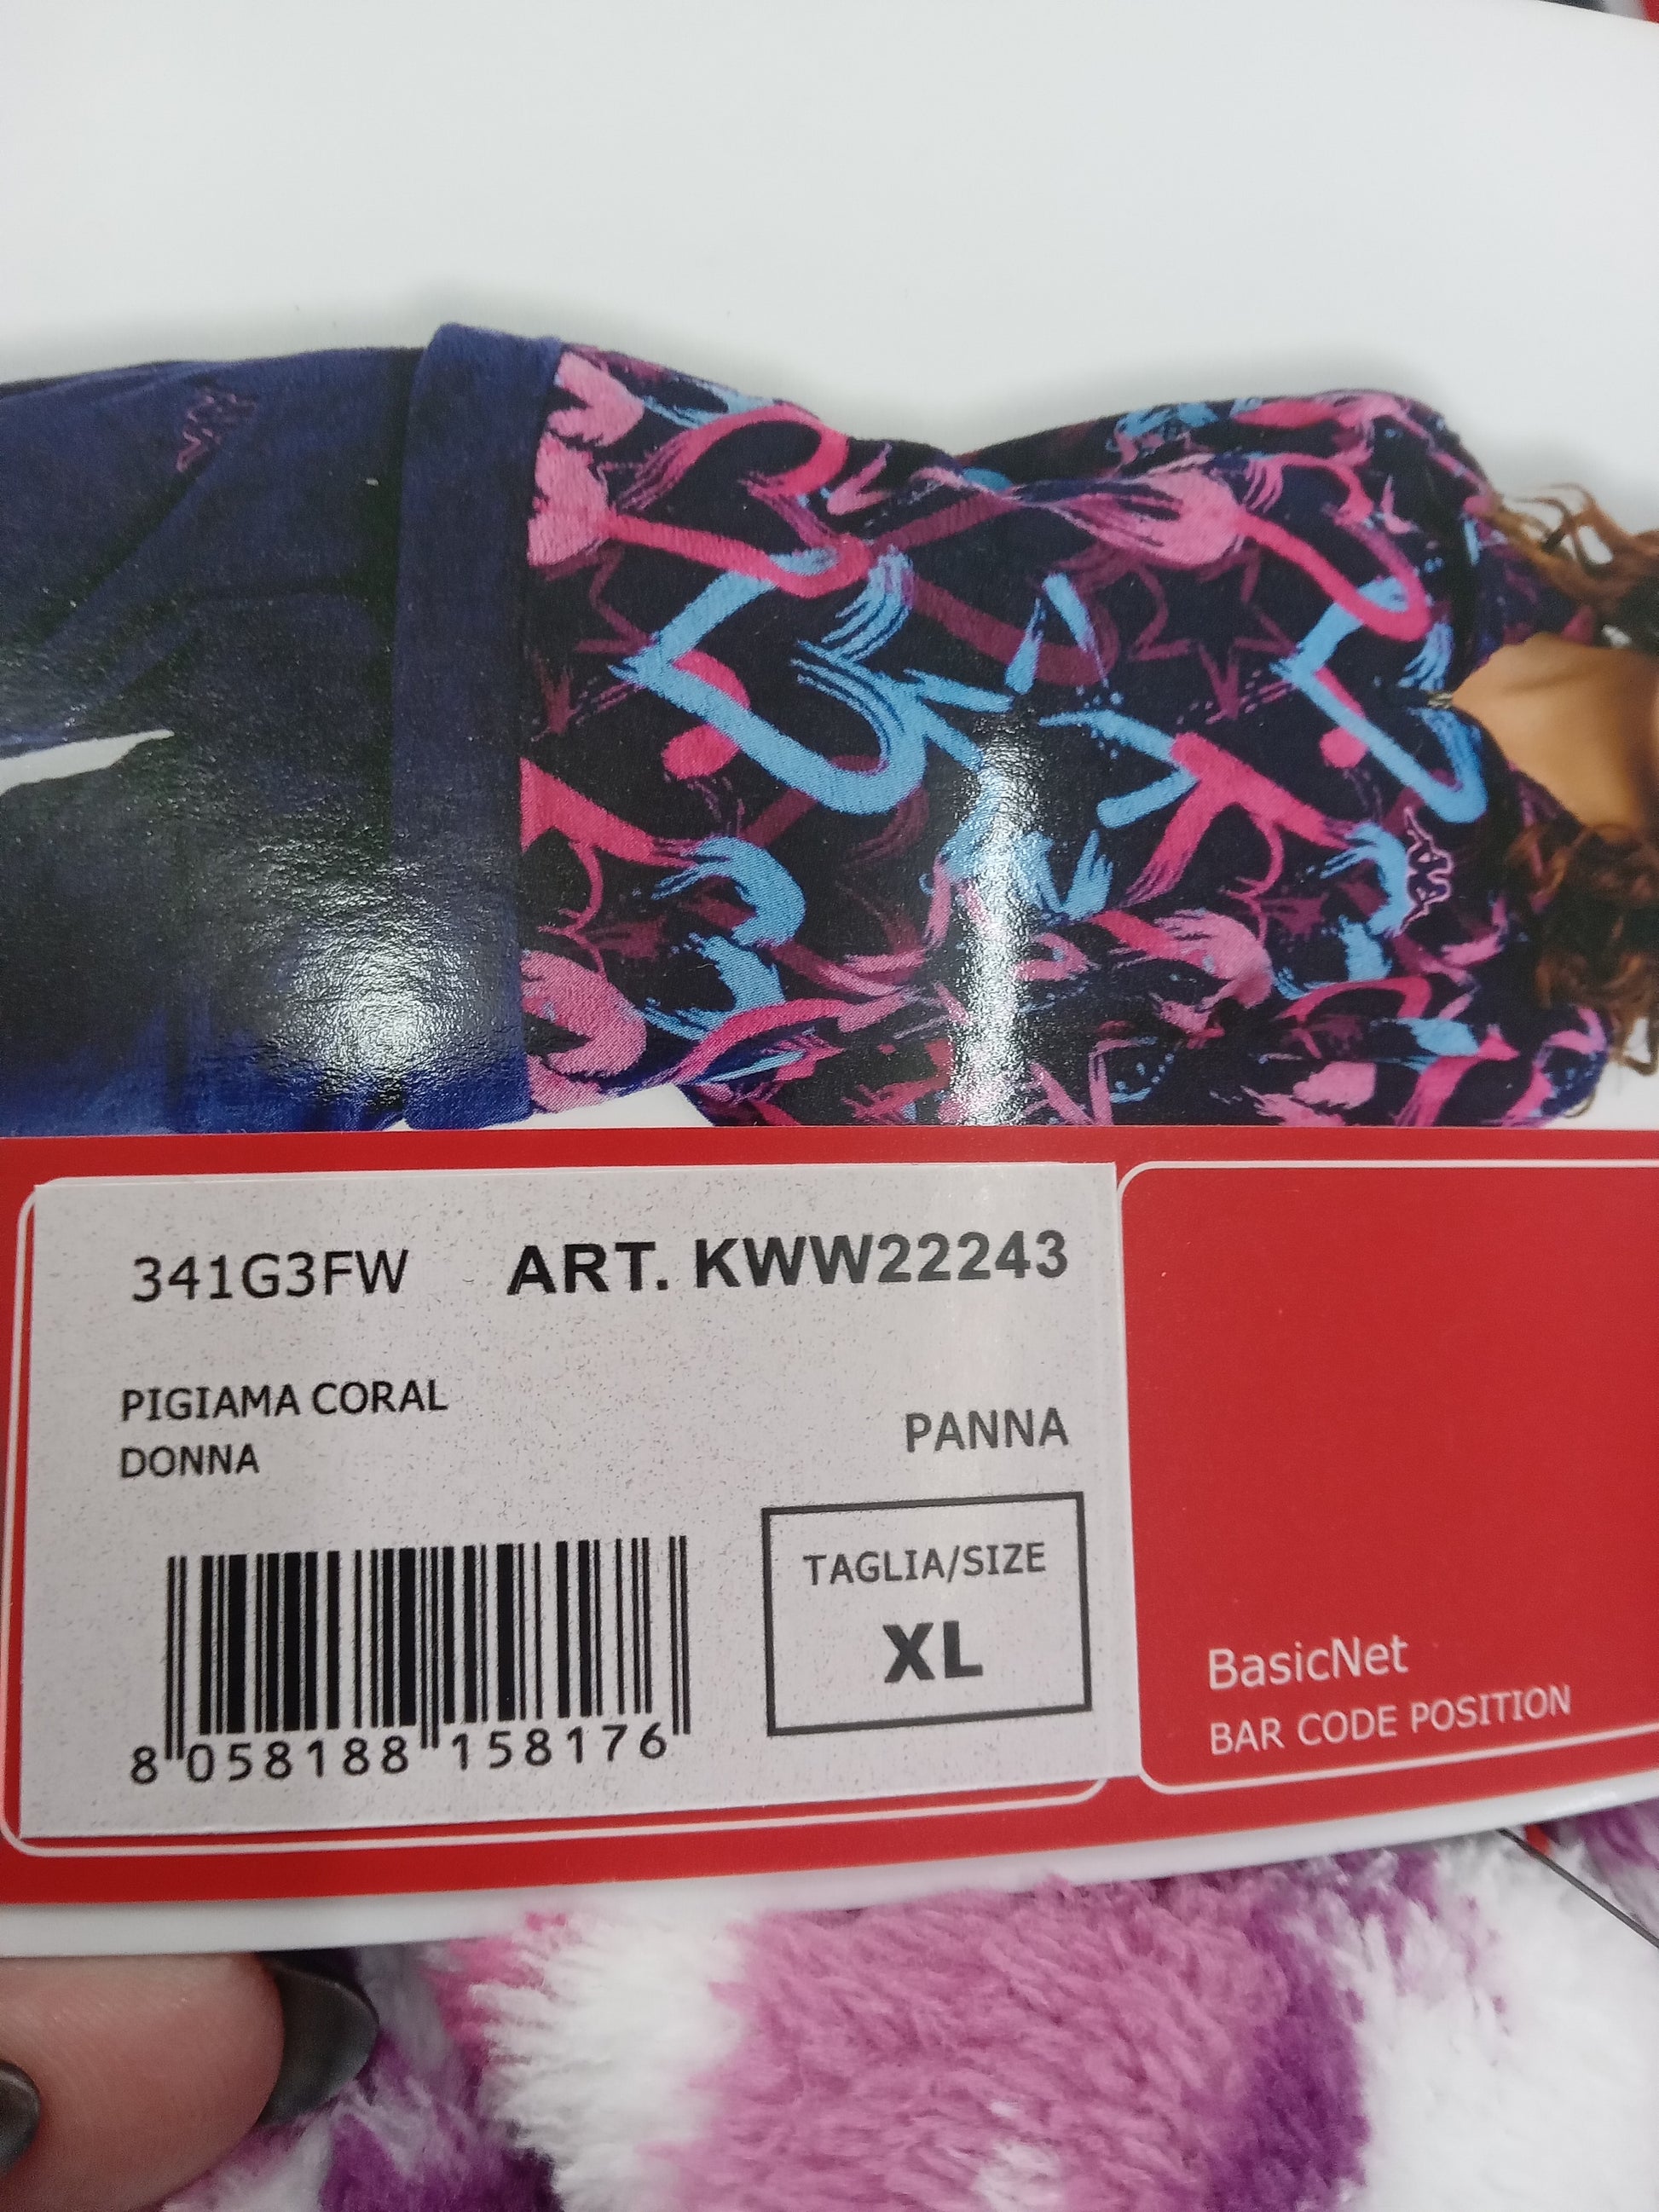 341G3FW ART. KWW22243
PIGIAMA CORAL
DONNA
PANNA
TAGLIA/SIZE
XL
8 058188 158176
BasicNet
BAR CODE POSITION